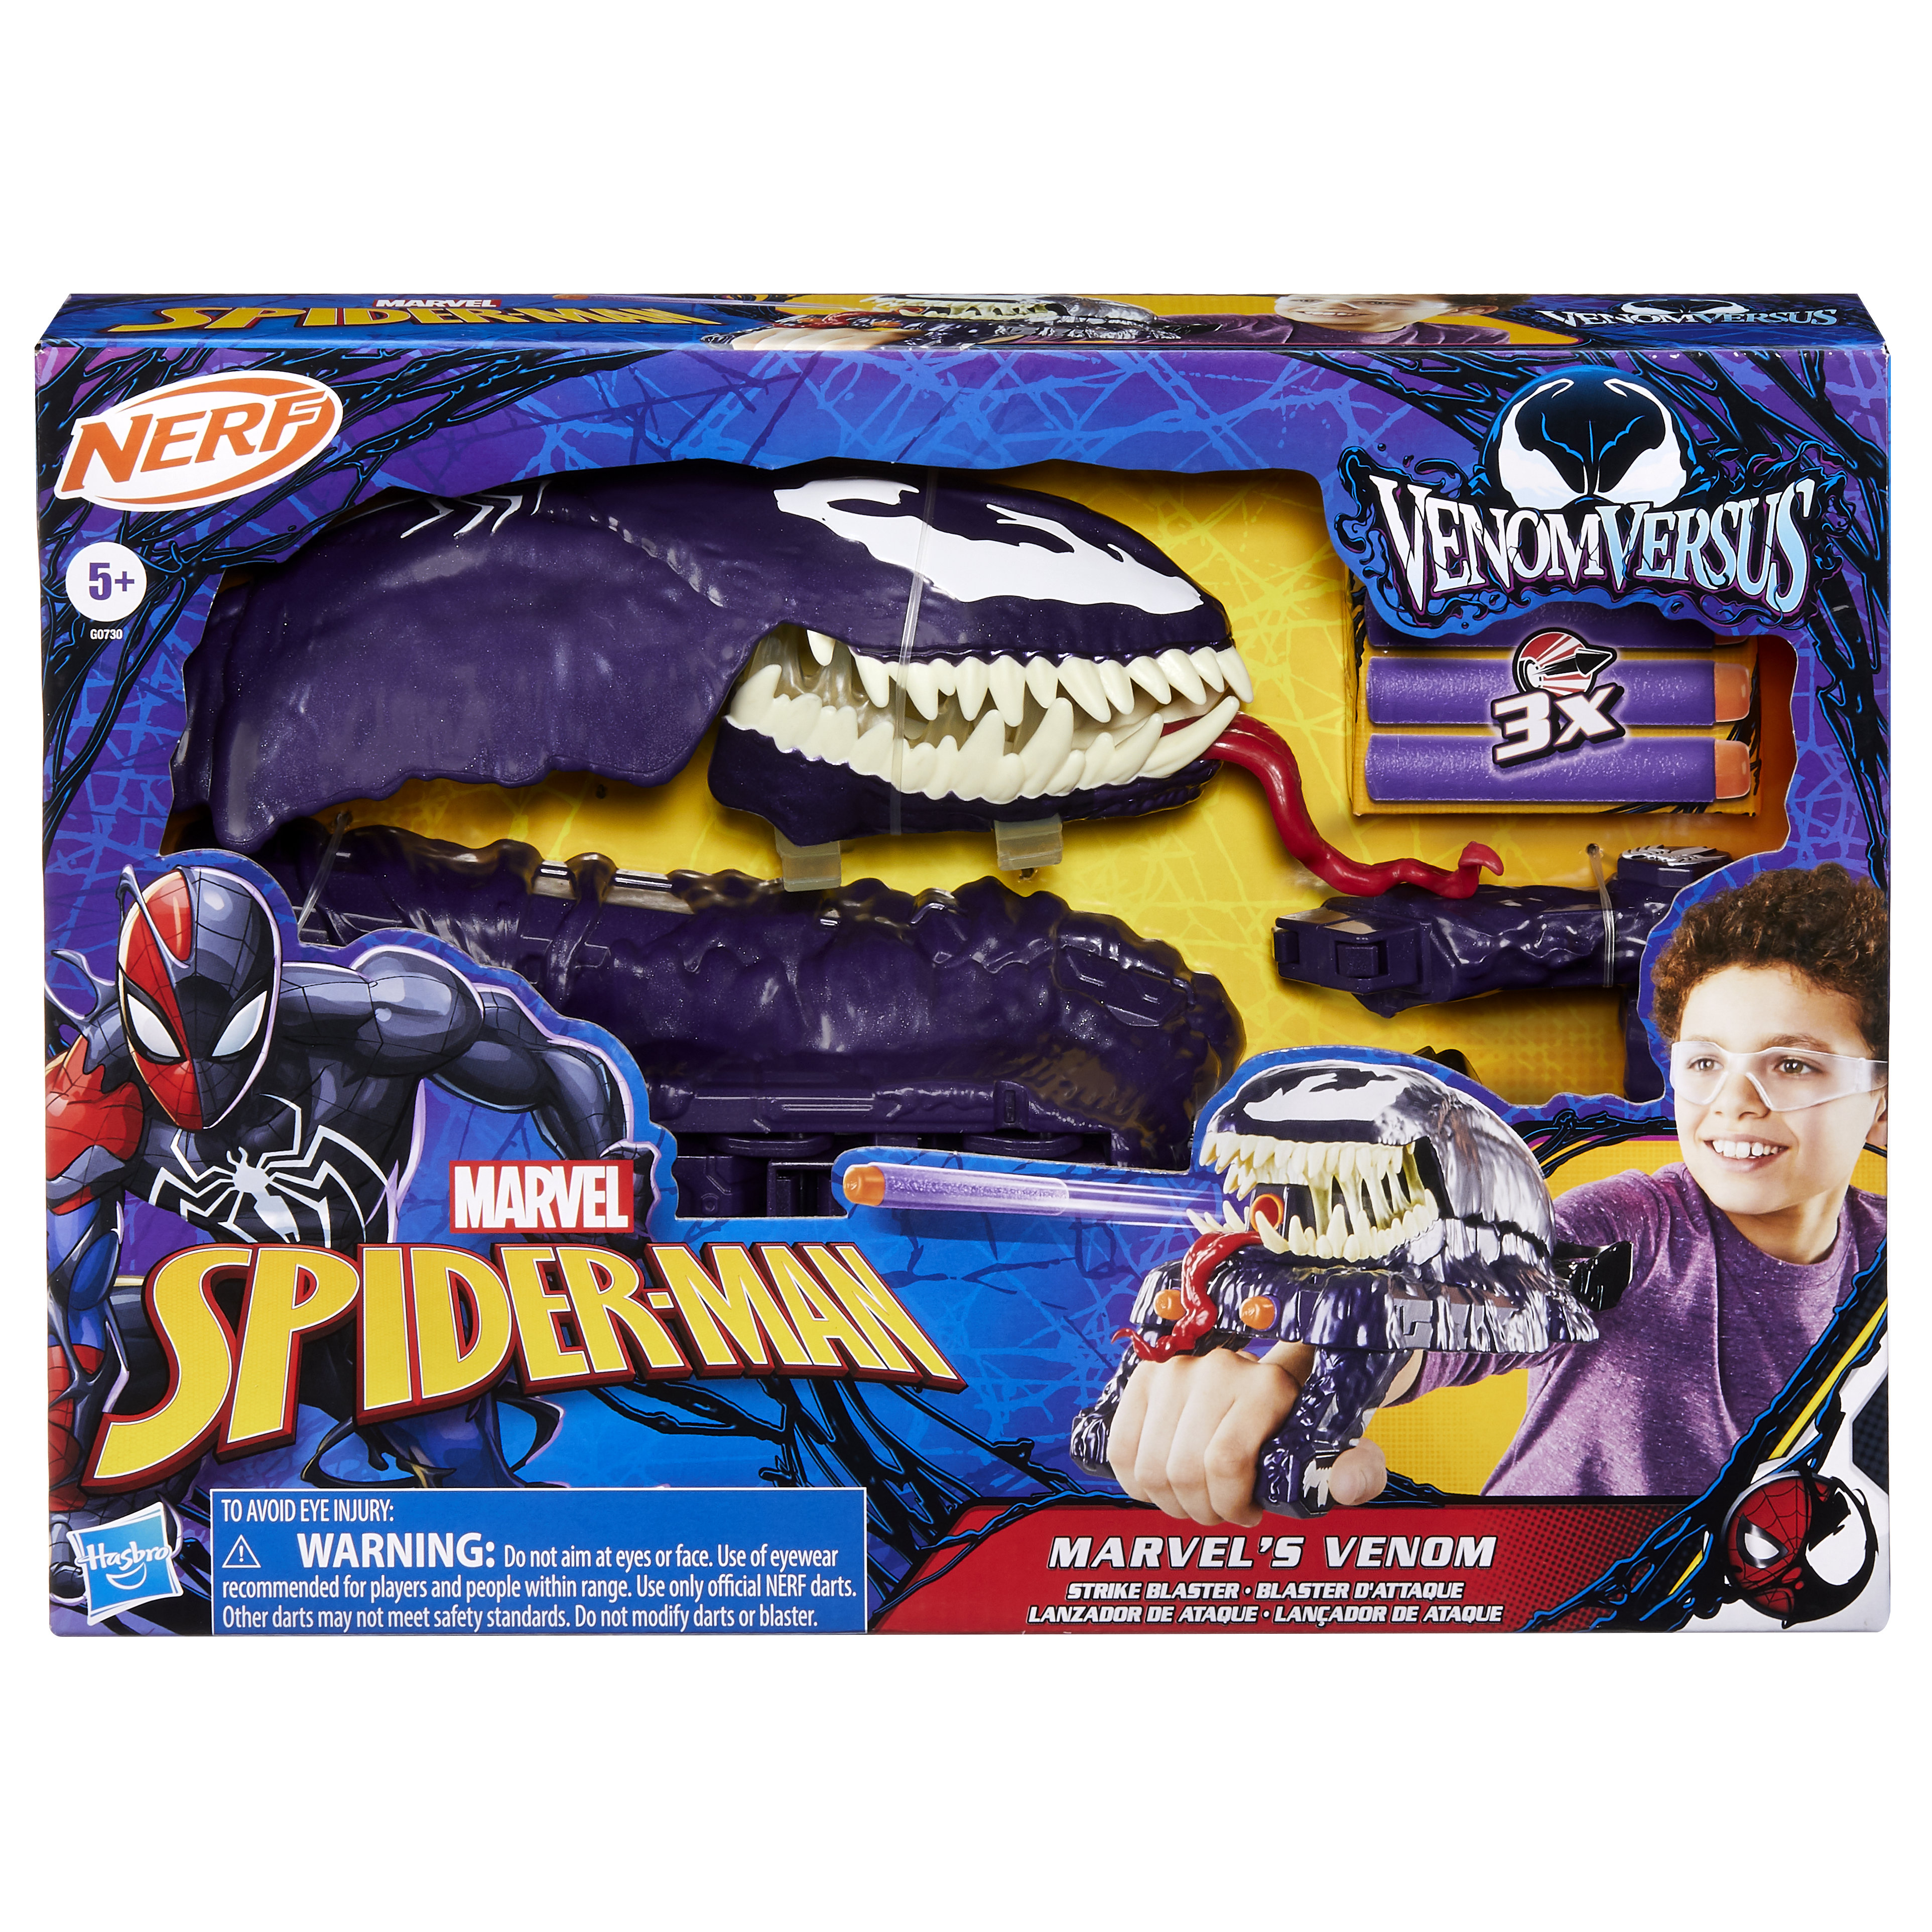 MARVEL
SPIDER-MAN
VENOMVERSUS
NERF
VENOMVERSUS
5+
G0730
3X
MARVEL
SPIDER-MAN
Hasbro
TO AVOID EYE INJURY:
WARNING: Do not aim at eyes or face. Use of eyewear
recommended for players and people within range. Use only official NERF darts.
Other darts may not meet safety standards. Do not modify darts or blaster.
MARVEL'S VENOM
STRIKE BLASTER • BLASTER D'ATTAQUE
LANZADOR DE ATAQUE • LANÇADOR DE ATAQUE